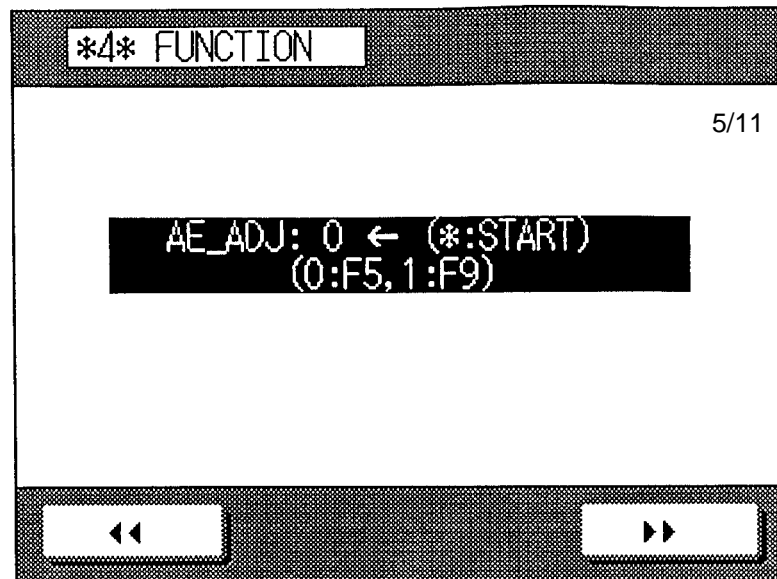 *4* FUNCTION
5/11
AE_ADJ: 0 ← (*:START)
(0:F5,1:F9)